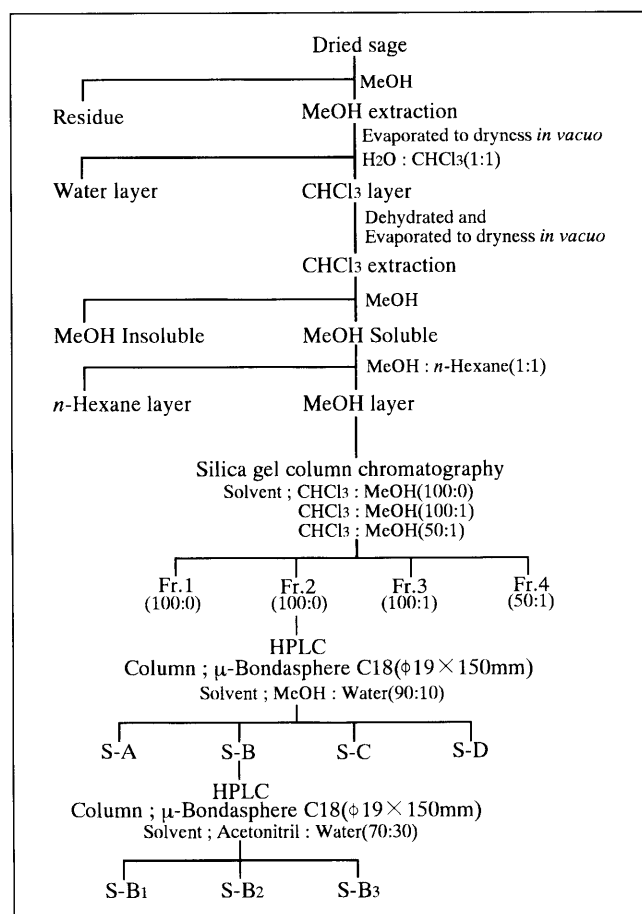 Dried sage
MeOH
Residue
MeOH extraction
Evaporated to dryness in vacuo
H2O : CHCl3(1:1)
Water layer
CHCl3 layer
Dehydrated and
Evaporated to dryness in vacuo
CHCl3 extraction
MeOH
MeOH Insoluble
MeOH Soluble
MeOH : n-Hexane(1:1)
n-Hexane layer
MeOH layer
Silica gel column chromatography
Solvent ; CHCl3 : MeOH(100:0)
CHCl3 : MeOH(100:1)
CHCl3 : MeOH(50:1)
Fr.1 Fr.2 Fr.3 Fr.4
(100:0) (100:0) (100:1) (50:1)
HPLC
Column ; μ-Bondasphere C18(φ19×150mm)
Solvent ; MeOH : Water(90:10)
S-A S-B S-C S-D
HPLC
Column ; μ-Bondasphere C18(φ19×150mm)
Solvent ; Acetonitril : Water(70:30)
S-B1 S-B2 S-B3